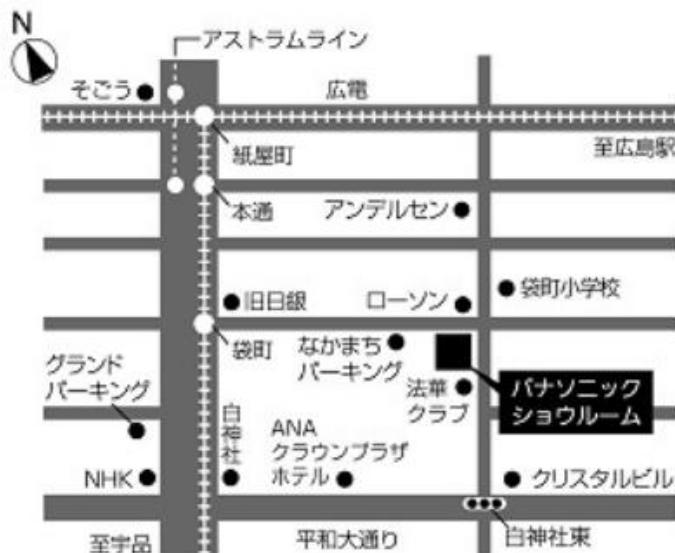 N
アストラムライン
そごう
広電
紙屋町
至広島駅
本通
アンデルセン
旧日銀
ローソン
袋町小学校
袋町
なかまち
パーキング
グランド
パーキング
法華
クラブ
パナソニック
ショウルーム
白神社
ANA
クラウンプラザ
ホテル
NHK
クリスタルビル
至宇品
平和大通り
白神社東